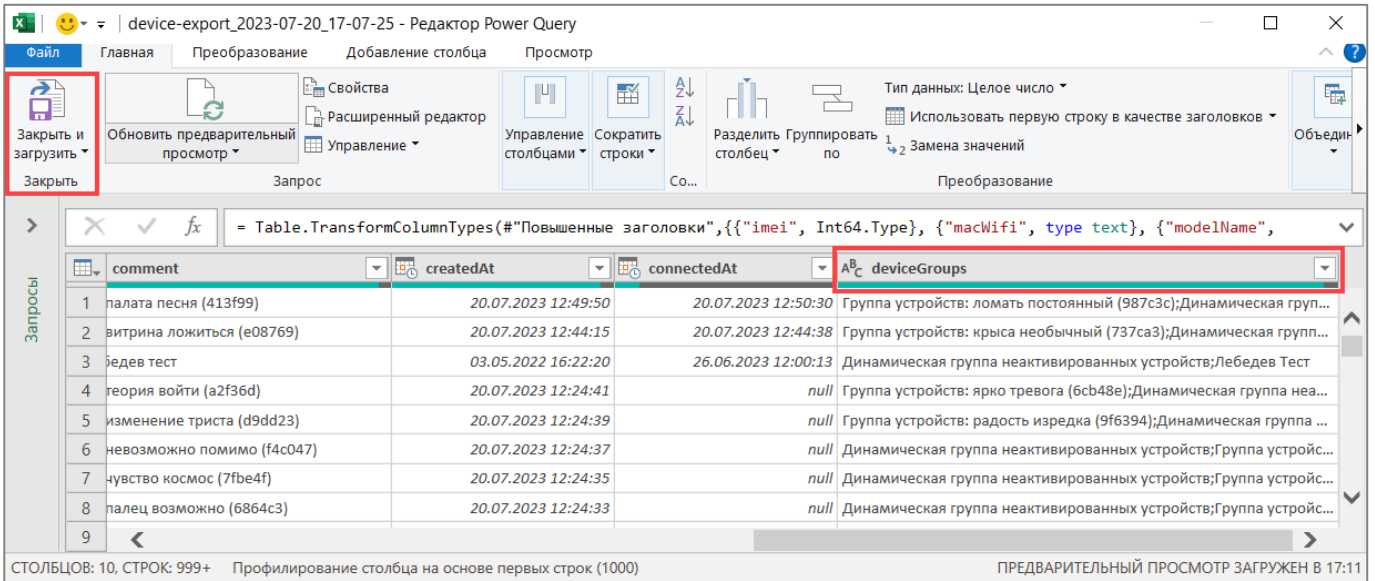 device-export_2023-07-20_17-07-25 - Редактор Power Query
Файл Главная Преобразование Добавление столбца Просмотр
Закрыть и загрузить
Закрыть
Обновить предварительный просмотр
Свойства
Расширенный редактор
Управление
Запрос
Управление столбцами
Сократить строки
Со...
Разделить столбец
Группировать по
Тип данных: Целое число
Использовать первую строку в качестве заголовков
Замена значений
Преобразование
Объедин
fx = Table.TransformColumnTypes(#"Повышенные заголовки",{{"imei", Int64.Type}, {"macWifi", type text}, {"modelName",
Запросы
comment createdAt connectedAt ABC deviceGroups
1 палата песня (413f99) 20.07.2023 12:49:50 20.07.2023 12:50:30 Группа устройств: ломать постоянный (987c3c);Динамическая груп...
2 витрина ложиться (e08769) 20.07.2023 12:44:15 20.07.2023 12:44:38 Группа устройств: крыса необычный (737ca3);Динамическая групп...
3 бедев тест 03.05.2022 16:22:20 26.06.2023 12:00:13 Динамическая группа неактивированных устройств;Лебедев Тест
4 теория войти (a2f36d) 20.07.2023 12:24:41 null Группа устройств: ярко тревога (6cb48e);Динамическая группа неа...
5 изменение триста (d9dd23) 20.07.2023 12:24:39 null Группа устройств: радость изредка (9f6394);Динамическая группа ...
6 невозможно помимо (f4c047) 20.07.2023 12:24:37 null Динамическая группа неактивированных устройств;Группа устройс...
7 чувство космос (7fbe4f) 20.07.2023 12:24:35 null Динамическая группа неактивированных устройств;Группа устройс...
8 палец возможно (6864c3) 20.07.2023 12:24:33 null Динамическая группа неактивированных устройств;Группа устройс...
9
СТОЛБЦОВ: 10, СТРОК: 999+ Профилирование столбца на основе первых строк (1000) ПРЕДВАРИТЕЛЬНЫЙ ПРОСМОТР ЗАГРУЖЕН В 17:11